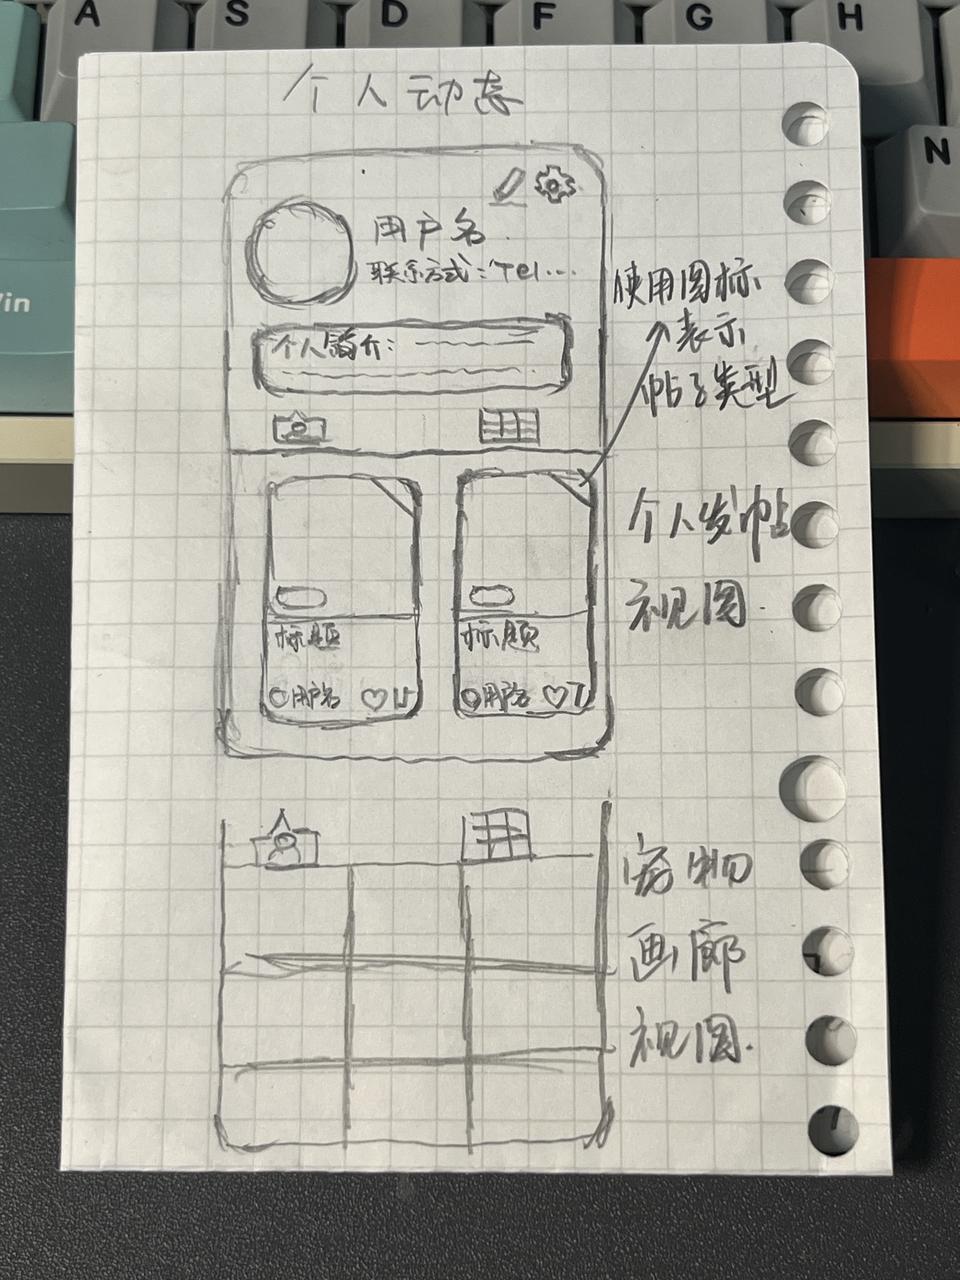 A S D F G H
N
Win
个人动态
用户名
联系方式:Tel...
个人简介:
使用图标
表示
帖子类型
标题
用户名
标题
用户名
个人发帖
视图.
宠物
画廊
视图.